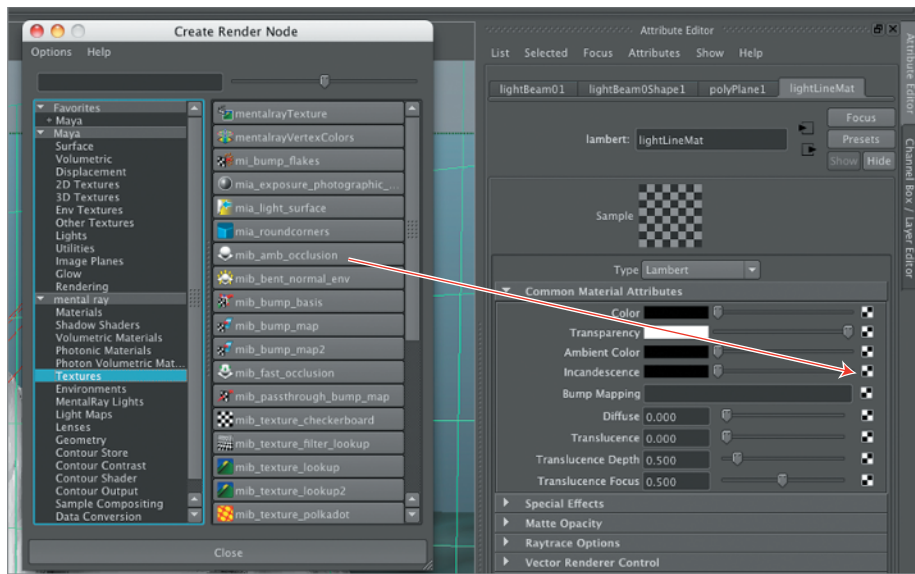 Create Render Node
Options Help
Favorites
+ Maya
Maya
Surface
Volumetric
Displacement
2D Textures
3D Textures
Env Textures
Other Textures
Lights
Utilities
Image Planes
Glow
Rendering
mental ray
Materials
Shadow Shaders
Volumetric Materials
Photonic Materials
Photon Volumetric Mat...
Textures
Environments
MentalRay Lights
Light Maps
Lenses
Geometry
Contour Store
Contour Contrast
Contour Shader
Contour Output
Sample Compositing
Data Conversion
mentalrayTexture
mentalrayVertexColors
mi_bump_flakes
mia_exposure_photographic_...
mia_light_surface
mia_roundcorners
mib_amb_occlusion
mib_bent_normal_env
mib_bump_basis
mib_bump_map
mib_bump_map2
mib_fast_occlusion
mib_passthrough_bump_map
mib_texture_checkerboard
mib_texture_filter_lookup
mib_texture_lookup
mib_texture_lookup2
mib_texture_polkadot
Close
Attribute Editor
List Selected Focus Attributes Show Help
lightBeam01 lightBeam0Shape1 polyPlane1 lightLineMat
lambert: lightLineMat
Focus
Presets
Show Hide
Sample
Type Lambert
Common Material Attributes
Color
Transparency
Ambient Color
Incandescence
Bump Mapping
Diffuse 0.000
Translucence 0.000
Translucence Depth 0.500
Translucence Focus 0.500
Special Effects
Matte Opacity
Raytrace Options
Vector Renderer Control
Attribute Editor
Channel Box / Layer Editor